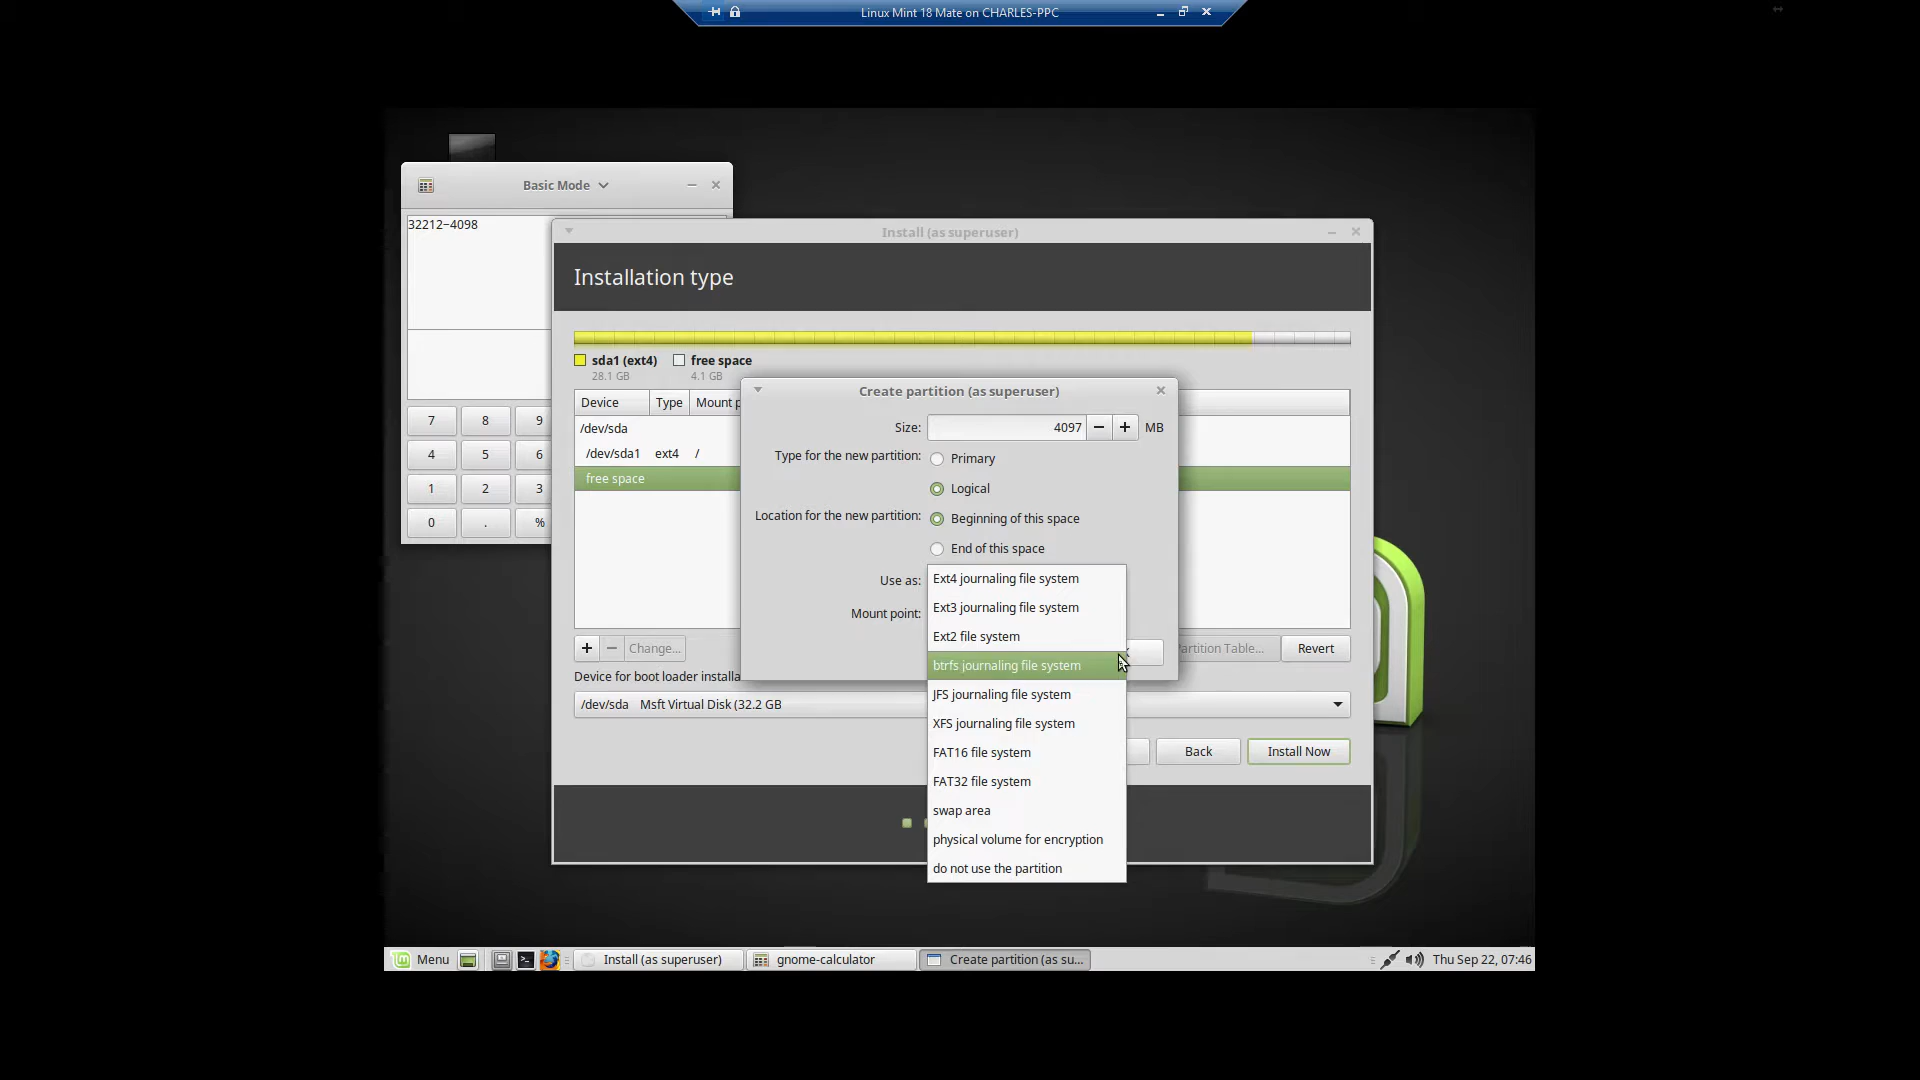 Linux Mint 18 Mate on CHARLES-PPC
Basic Mode
32212−4098
7 8 9
4 5 6
1 2 3
0 . %
Install (as superuser)
Installation type
sda1 (ext4)
28.1 GB
free space
4.1 GB
Device Type Mount p
/dev/sda
/dev/sda1 ext4 /
free space
+ − Change...
Partition Table... Revert
Device for boot loader installa
/dev/sda Msft Virtual Disk (32.2 GB
Back Install Now
Create partition (as superuser)
Size: 4097 − + MB
Type for the new partition: Primary
Logical
Location for the new partition: Beginning of this space
End of this space
Use as:
Mount point:
Ext4 journaling file system
Ext3 journaling file system
Ext2 file system
btrfs journaling file system
JFS journaling file system
XFS journaling file system
FAT16 file system
FAT32 file system
swap area
physical volume for encryption
do not use the partition
Menu Install (as superuser) gnome-calculator Create partition (as su... Thu Sep 22, 07:46